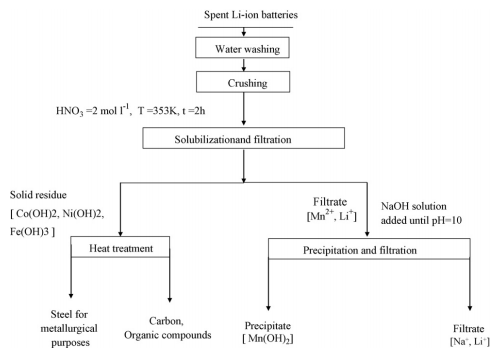 Spent Li-ion batteries
Water washing
Crushing
HNO₃ =2 mol l⁻¹, T =353K, t =2h
Solubilizationand filtration
Solid residue
[ Co(OH)2, Ni(OH)2,
Fe(OH)3 ]
Filtrate
[Mn²⁺, Li⁺]
NaOH solution
added until pH=10
Heat treatment
Precipitation and filtration
Steel for
metallurgical
purposes
Carbon,
Organic compounds
Precipitate
[ Mn(OH)₂]
Filtrate
[Na⁺, Li⁺]